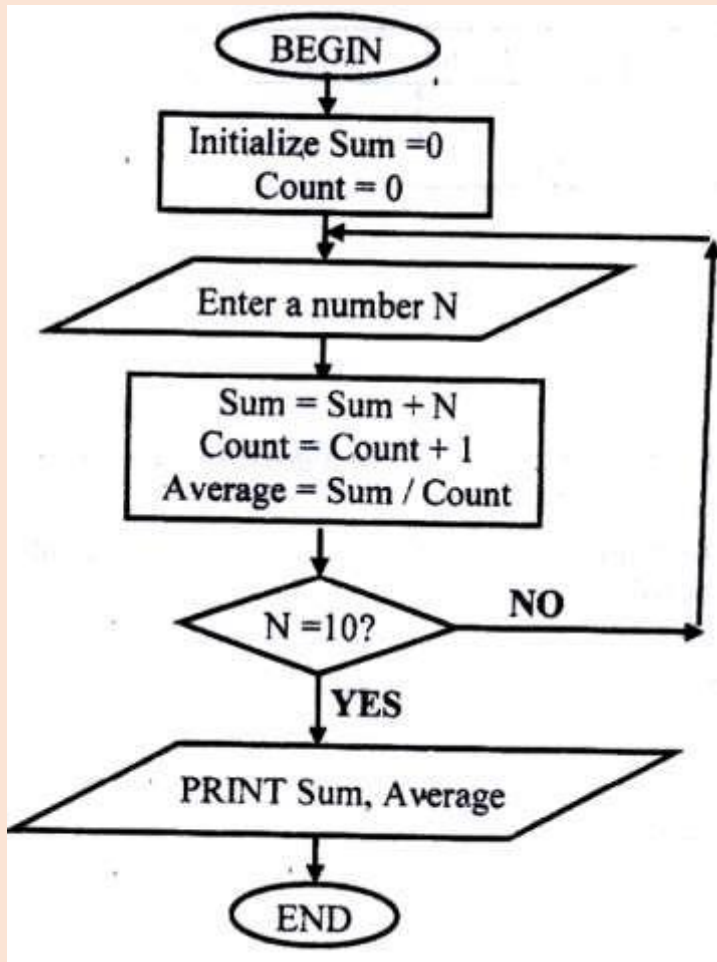 BEGIN
Initialize Sum =0
Count = 0
Enter a number N
Sum = Sum + N
Count = Count + 1
Average = Sum / Count
N =10?
NO
YES
PRINT Sum, Average
END